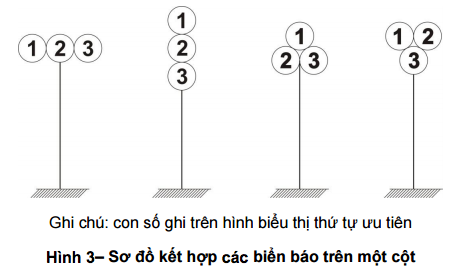 1 2 3
1
2
3
1
2 3
1 2
3
Ghi chú: con số ghi trên hình biểu thị thứ tự ưu tiên
Hình 3– Sơ đồ kết hợp các biển báo trên một cột